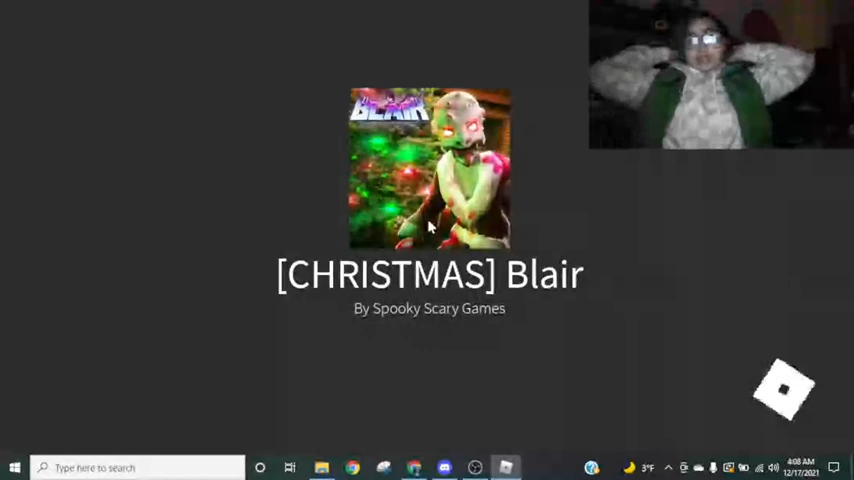 BLAIR
[CHRISTMAS] Blair
By Spooky Scary Games
Type here to search
3°F
4:08 AM
12/17/2021